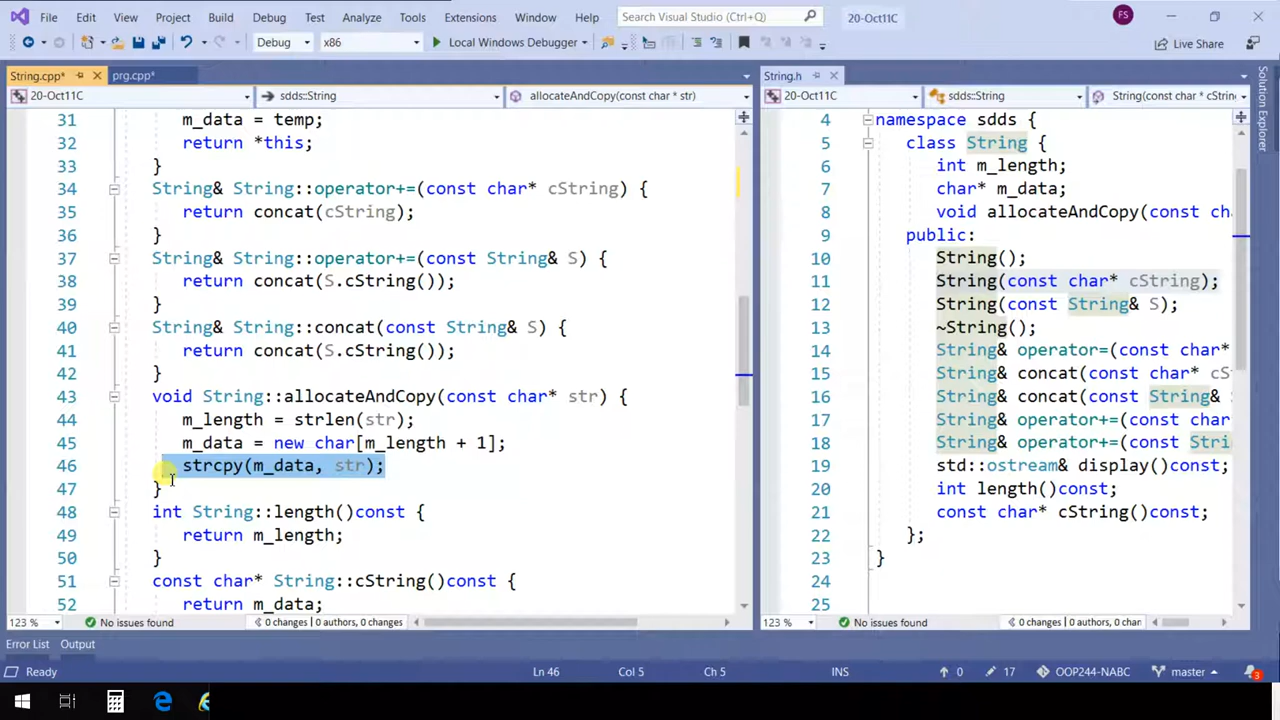 File Edit View Project Build Debug Test Analyze Tools Extensions Window Help Search Visual Studio (Ctrl+Q) 20-Oct11C FS
Debug x86 Local Windows Debugger Live Share
String.cpp* prg.cpp* String.h
20-Oct11C sdds::String allocateAndCopy(const char * str) 20-Oct11C sdds::String String(const char * cString
31 m_data = temp;
32 return *this;
33 }
34 String& String::operator+=(const char* cString) {
35 return concat(cString);
36 }
37 String& String::operator+=(const String& S) {
38 return concat(S.cString());
39 }
40 String& String::concat(const String& S) {
41 return concat(S.cString());
42 }
43 void String::allocateAndCopy(const char* str) {
44 m_length = strlen(str);
45 m_data = new char[m_length + 1];
46 strcpy(m_data, str);
47 }
48 int String::length()const {
49 return m_length;
50 }
51 const char* String::cString()const {
52 return m_data;
4 namespace sdds {
5 class String {
6 int m_length;
7 char* m_data;
8 void allocateAndCopy(const ch
9 public:
10 String();
11 String(const char* cString);
12 String(const String& S);
13 ~String();
14 String& operator=(const char*
15 String& concat(const char* cS
16 String& concat(const String&
17 String& operator+=(const char
18 String& operator+=(const Stri
19 std::ostream& display()const;
20 int length()const;
21 const char* cString()const;
22 };
23 }
24
25
Solution Explorer
123 % No issues found 0 changes | 0 authors, 0 changes 123 % No issues found 0 changes | 0 authors, 0 chan
Error List Output
Ready Ln 46 Col 5 Ch 5 INS 0 17 OOP244-NABC master 3